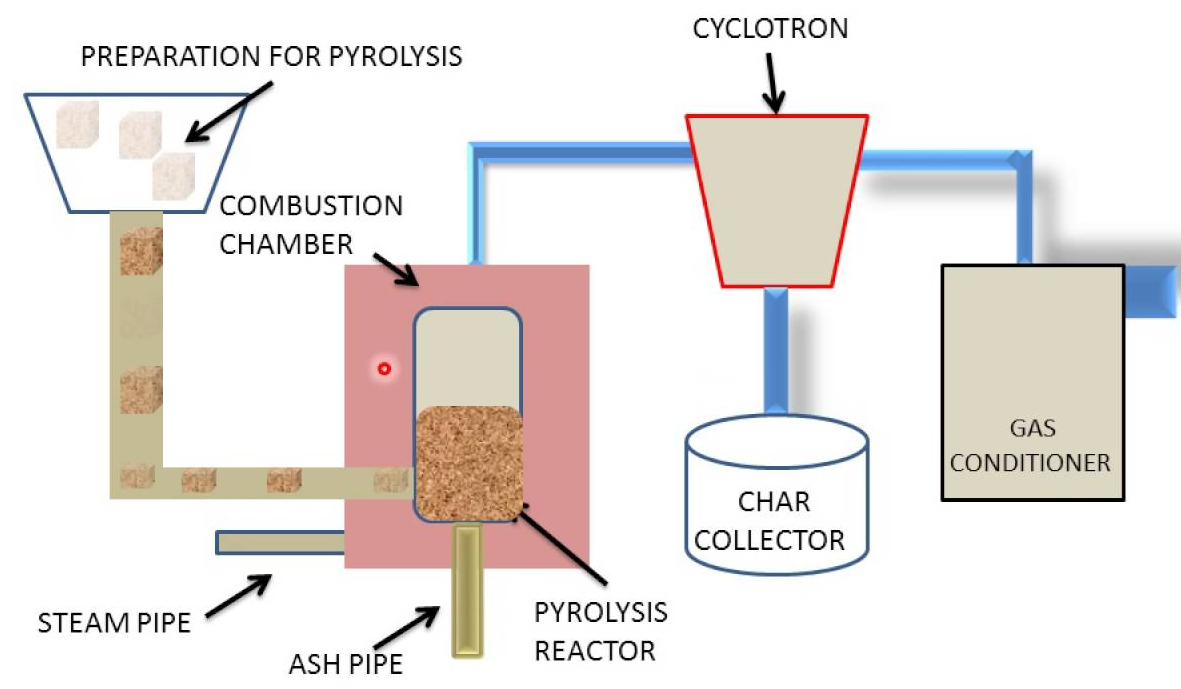 CYCLOTRON
PREPARATION FOR PYROLYSIS
COMBUSTION
CHAMBER
GAS
CONDITIONER
CHAR
COLLECTOR
STEAM PIPE
ASH PIPE
PYROLYSIS
REACTOR